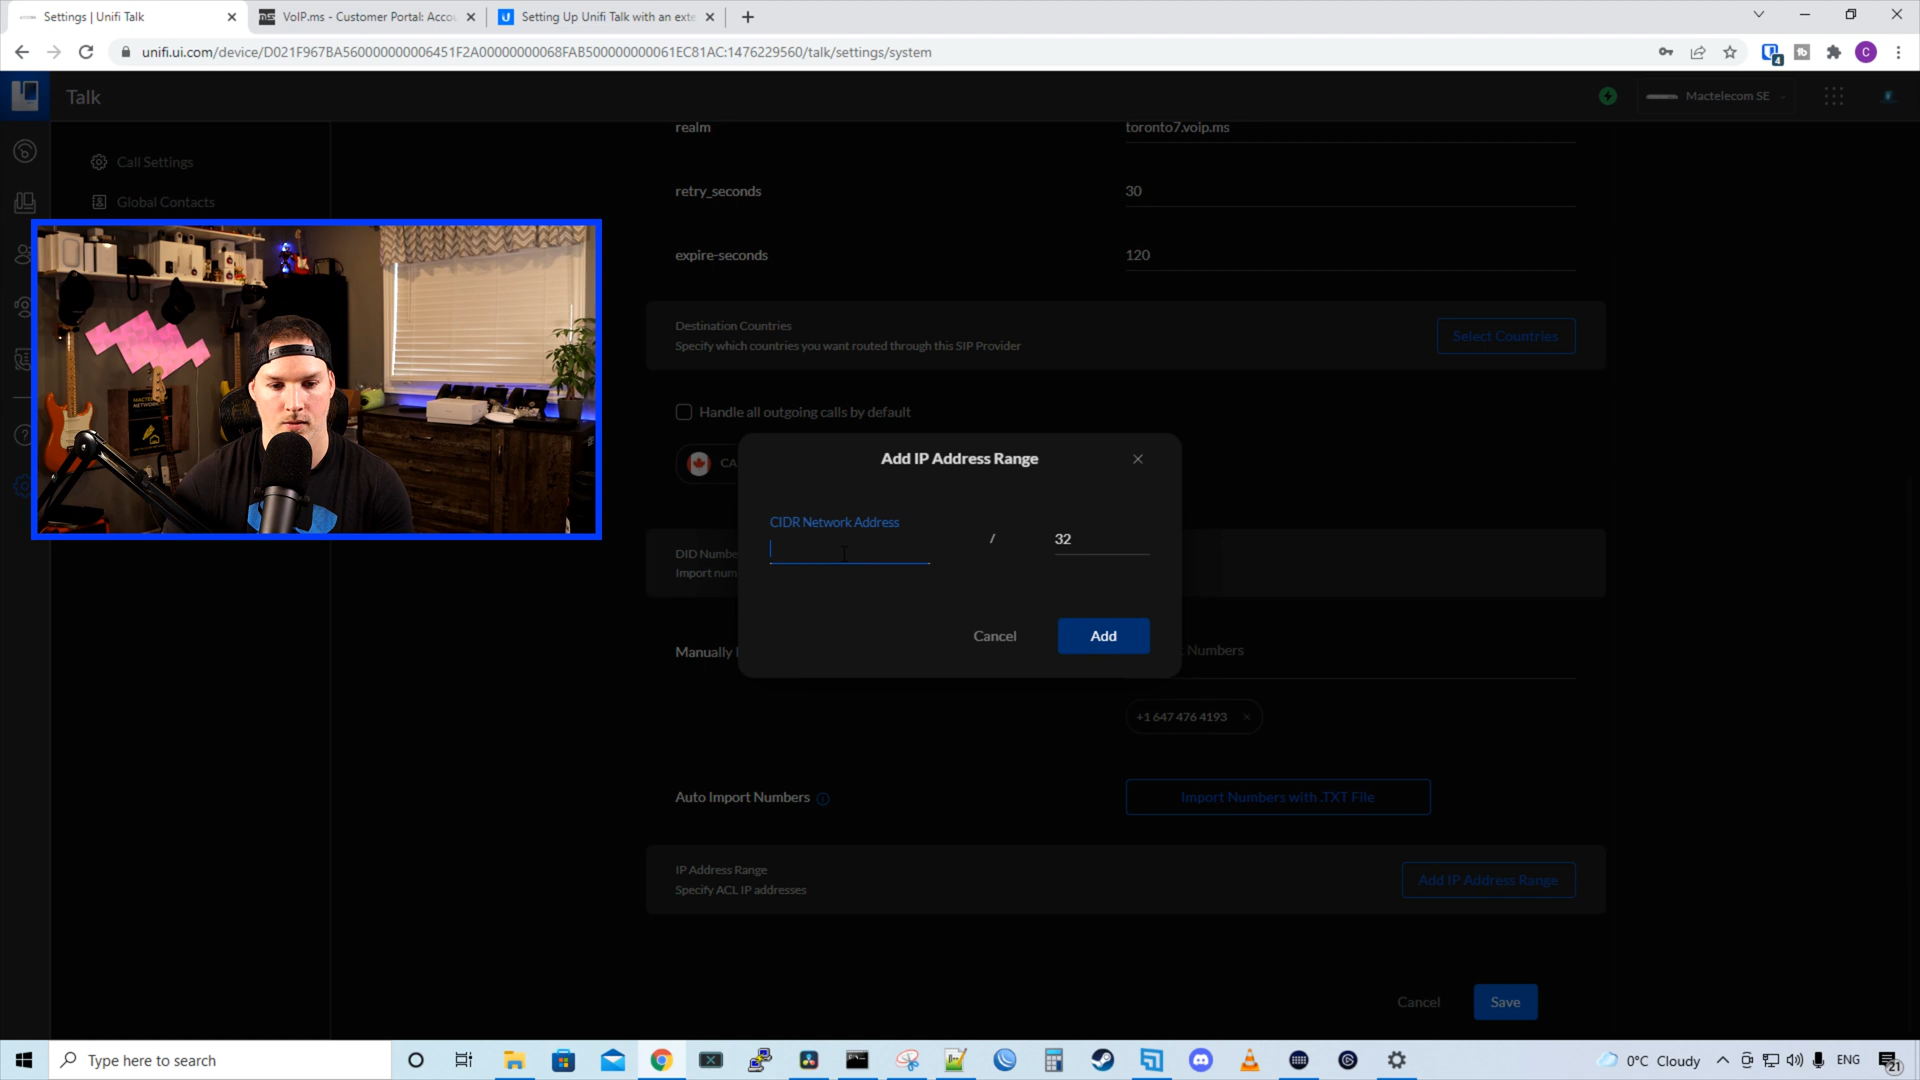 Settings | Unifi Talk
VoIP.ms - Customer Portal: Accou
Setting Up Unifi Talk with an exte
unifi.ui.com/device/D021F967BA560000000006451F2A00000000068FAB500000000061EC81AC:1476229560/talk/settings/system
Talk
Mactelecom SE
Call Settings
Global Contacts
realm
toronto7.voip.ms
retry_seconds
30
expire-seconds
120
Destination Countries
Specify which countries you want routed through this SIP Provider
Select Countries
Handle all outgoing calls by default
CA
Add IP Address Range
CIDR Network Address
/
32
Cancel
Add
DID Numbe
Import num
Manually
Numbers
+1 647 476 4193
Auto Import Numbers
Import Numbers with .TXT File
IP Address Range
Specify ACL IP addresses
Add IP Address Range
Cancel
Save
Type here to search
0°C Cloudy
ENG
21